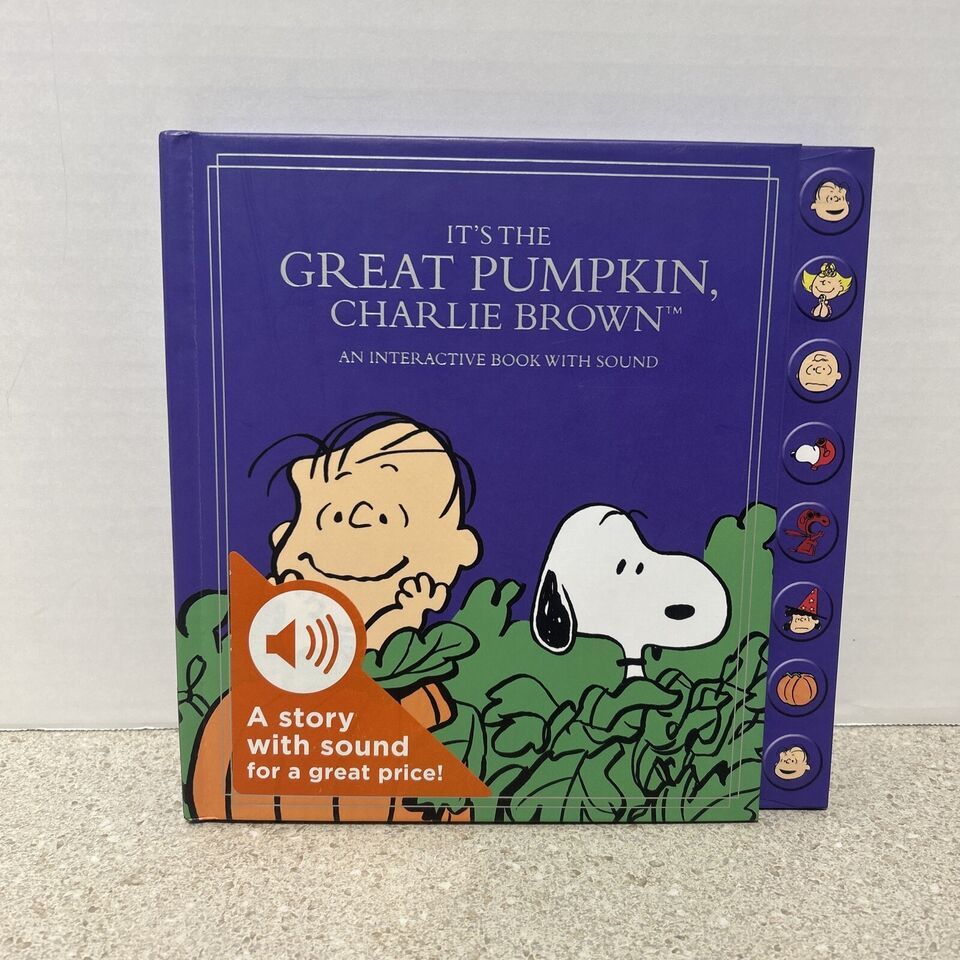 IT'S THE
GREAT PUMPKIN,
CHARLIE BROWN™
AN INTERACTIVE BOOK WITH SOUND
A story
with sound
for a great price!